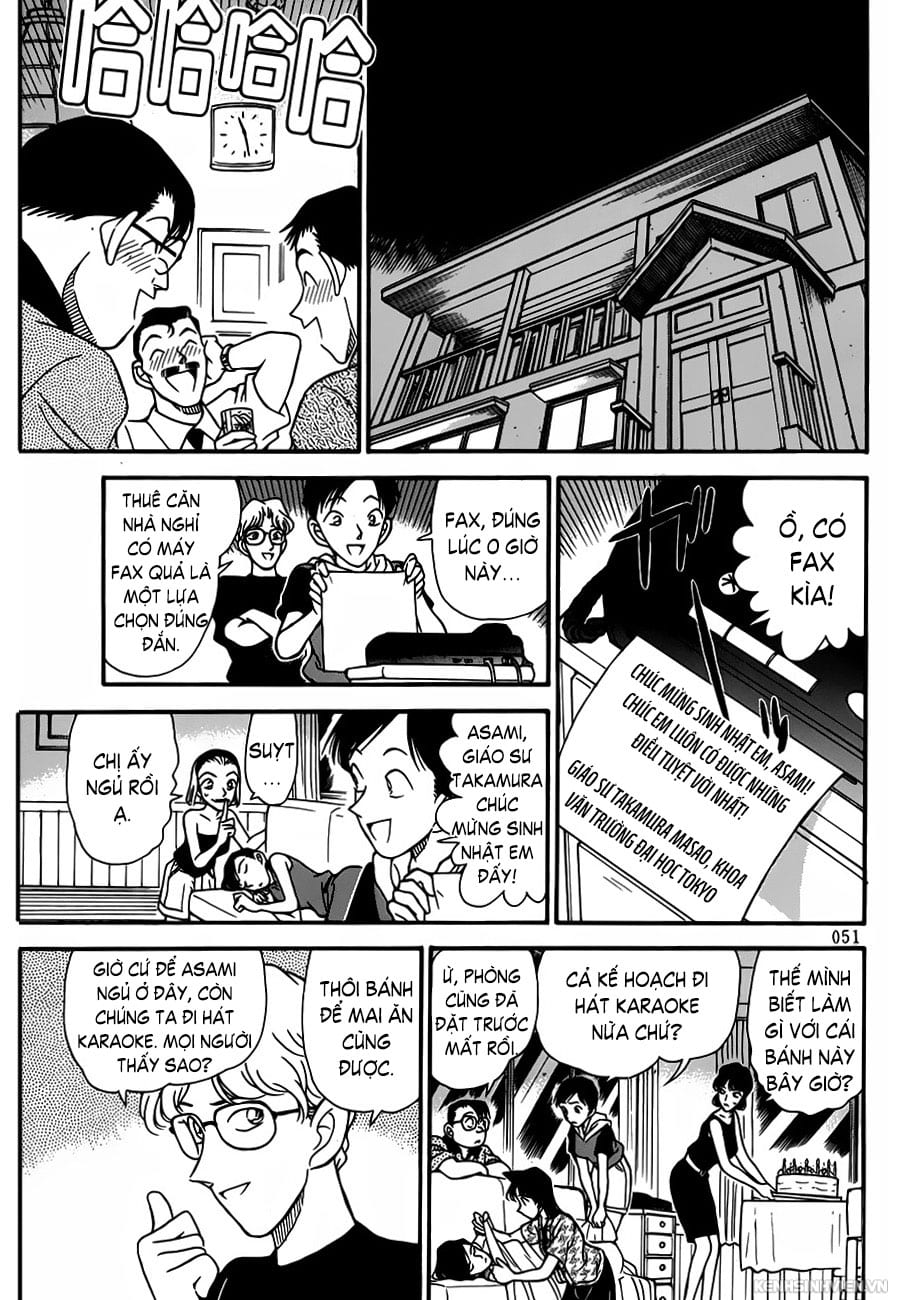 哈哈哈哈
Ồ, CÓ
FAX
KÌA!
CHÚC MỪNG SINH NHẬT EM, ASAMI!
CHÚC EM LUÔN CÓ ĐƯỢC NHỮNG
ĐIỀU TUYỆT VỜI NHẤT!
GIÁO SƯ TAKAMURA MASAO, KHOA
VĂN TRƯỜNG ĐẠI HỌC TOKYO
FAX, ĐÚNG
LÚC 0 GIỜ
NÀY...
THUÊ CĂN
NHÀ NGHỈ
CÓ MÁY
FAX QUẢ LÀ
MỘT LỰA
CHỌN ĐÚNG
ĐẮN.
ASAMI,
GIÁO SƯ
TAKAMURA
CHÚC
MỪNG SINH
NHẬT EM
ĐẤY!
SUỴT
...
CHỊ ẤY
NGỦ RỒI
Ạ.
051
THẾ MÌNH
BIẾT LÀM
GÌ VỚI CÁI
BÁNH NÀY
BÂY GIỜ?
CẢ KẾ HOẠCH ĐI
HÁT KARAOKE
NỮA CHỨ?
Ừ, PHÒNG
CŨNG ĐÃ
ĐẶT TRƯỚC
MẤT RỒI.
THÔI BÁNH
ĐỂ MAI ĂN
CŨNG
ĐƯỢC.
GIỜ CỨ ĐỂ ASAMI
NGỦ Ở ĐÂY, CÒN
CHÚNG TA ĐI HÁT
KARAOKE. MỌI NGƯỜI
THẤY SAO?
KENHSINHVIEN.VN